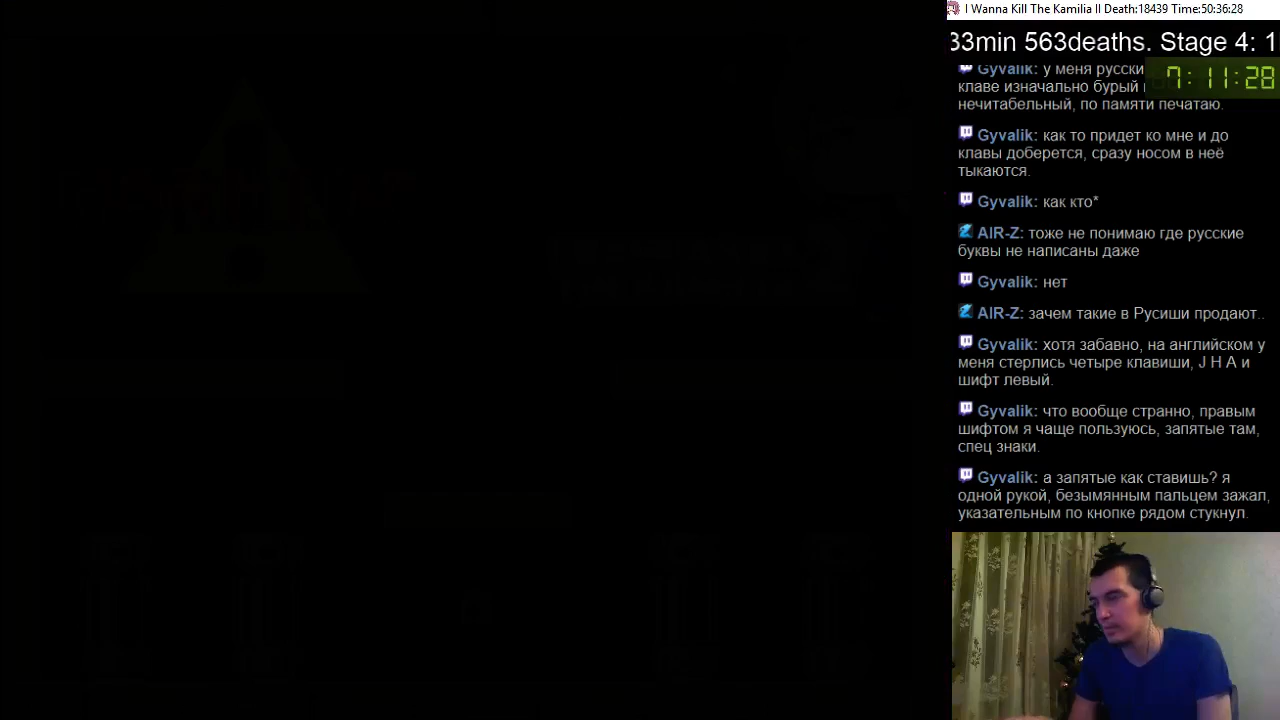 I Wanna Kill The Kamilia II Death:18439 Time:50:36:28
33min 563deaths. Stage 4: 1
Gyvalik: у меня русски
7:11:28
клаве изначально бурый
нечитабельный, по памяти печатаю.
Gyvalik: как то придет ко мне и до
клавы доберется, сразу носом в неё
тыкаются.
Gyvalik: как кто*
AIR-Z: тоже не понимаю где русские
буквы не написаны даже
Gyvalik: нет
AIR-Z: зачем такие в Русиши продают..
Gyvalik: хотя забавно, на английском у
меня стерлись четыре клавиши, J H A и
шифт левый.
Gyvalik: что вообще странно, правым
шифтом я чаще пользуюсь, запятые там,
спец знаки.
Gyvalik: а запятые как ставишь? я
одной рукой, безымянным пальцем зажал,
указательным по кнопке рядом стукнул.